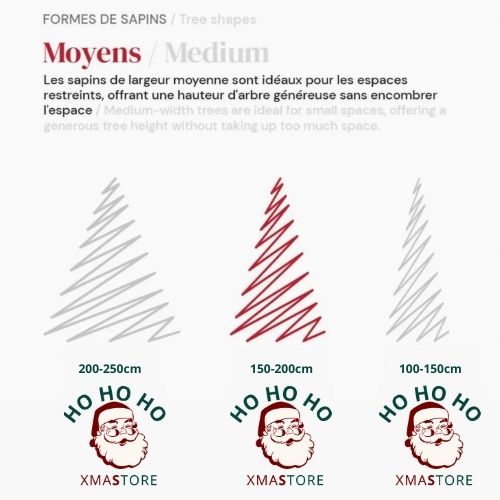 FORMES DE SAPINS / Tree shapes
Moyens / Medium
Les sapins de largeur moyenne sont idéaux pour les espaces
restreints, offrant une hauteur d'arbre généreuse sans encombrer
l'espace / Medium-width trees are ideal for small spaces, offering a
generous tree height without taking up too much space.
200-250cm 150-200cm 100-150cm
HO HO HO HO HO HO HO HO HO
XMASTORE XMASTORE XMASTORE